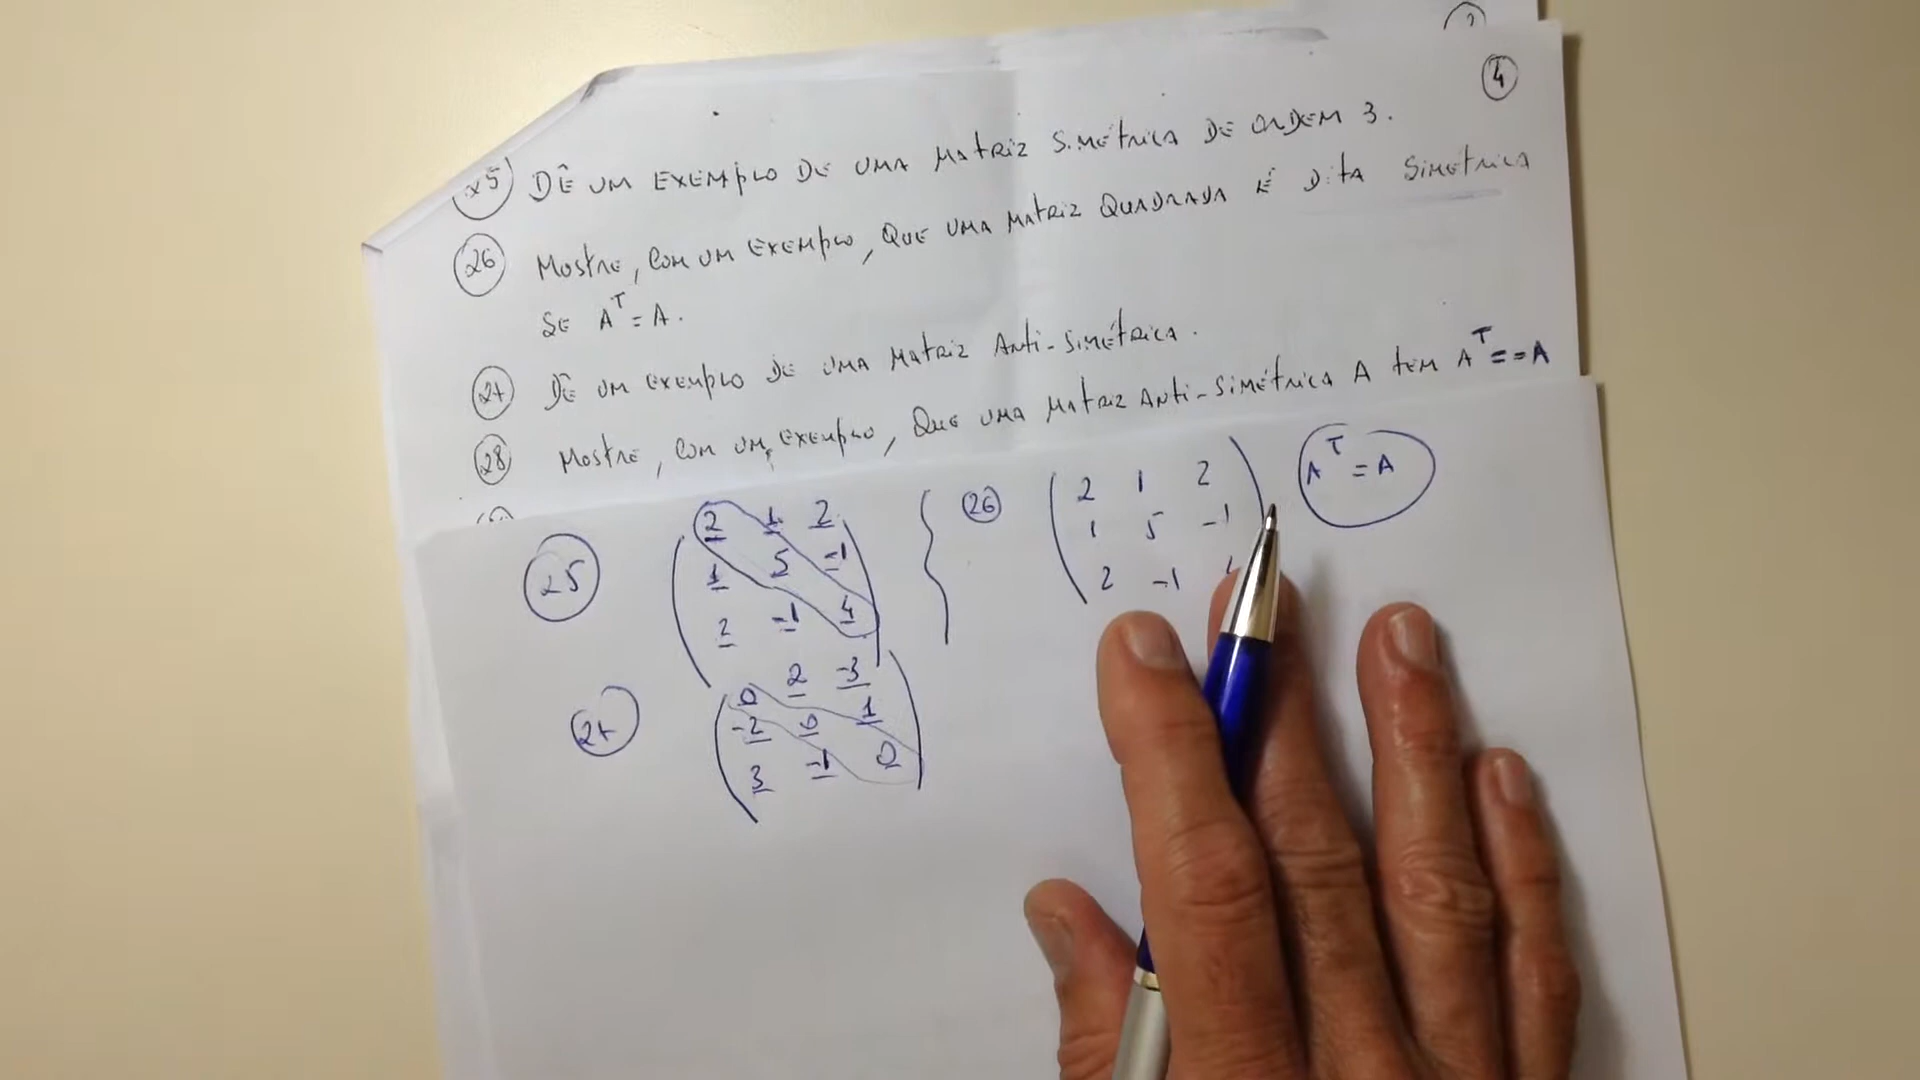 4
25 DÊ UM EXEMPLO DE UMA MATRIZ SIMÉTRICA DE ORDEM 3.
26 MOSTRE, COM UM EXEMPLO, QUE UMA MATRIZ QUADRADA É DITA SIMETRICA
SE A^T = A.
27 DÊ UM EXEMPLO DE UMA MATRIZ ANTI-SIMÉTRICA.
28 MOSTRE, COM UM EXEMPLO, QUE UMA MATRIZ ANTI-SIMÉTRICA A TEM A^T = -A
25
2 1 2
1 5 -1
2 -1 4
26
2 1 2
1 5 -1
2 -1
A^T = A
27
0 2 -3
-2 0 1
3 -1 0